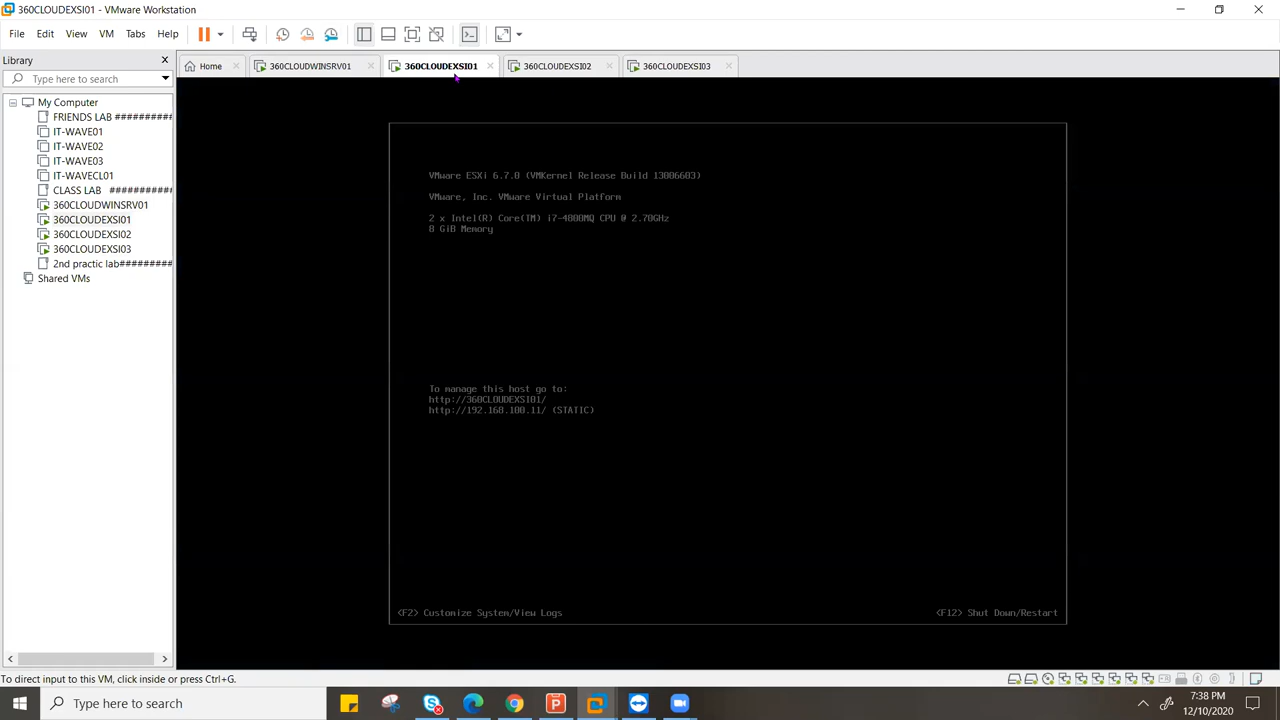 360CLOUDEXSI01 - VMware Workstation
File Edit View VM Tabs Help
Library
Type here to search
My Computer
FRIENDS LAB ##########
IT-WAVE01
IT-WAVE02
IT-WAVE03
IT-WAVECL01
CLASS LAB ##########
360CLOUDWINSRV01
360CLOUDEXSI01
360CLOUDEXSI02
360CLOUDEXSI03
2nd practic lab#########
Shared VMs
Home 360CLOUDWINSRV01 360CLOUDEXSI01 360CLOUDEXSI02 360CLOUDEXSI03
VMware ESXi 6.7.0 (VMKernel Release Build 13006603)
VMware, Inc. VMware Virtual Platform
2 x Intel(R) Core(TM) i7-4800MQ CPU @ 2.70GHz
8 GiB Memory
To manage this host go to:
http://360CLOUDEXSI01/
http://192.168.100.11/ (STATIC)
<F2> Customize System/View Logs
<F12> Shut Down/Restart
To direct input to this VM, click inside or press Ctrl+G.
Type here to search
7:38 PM
12/10/2020